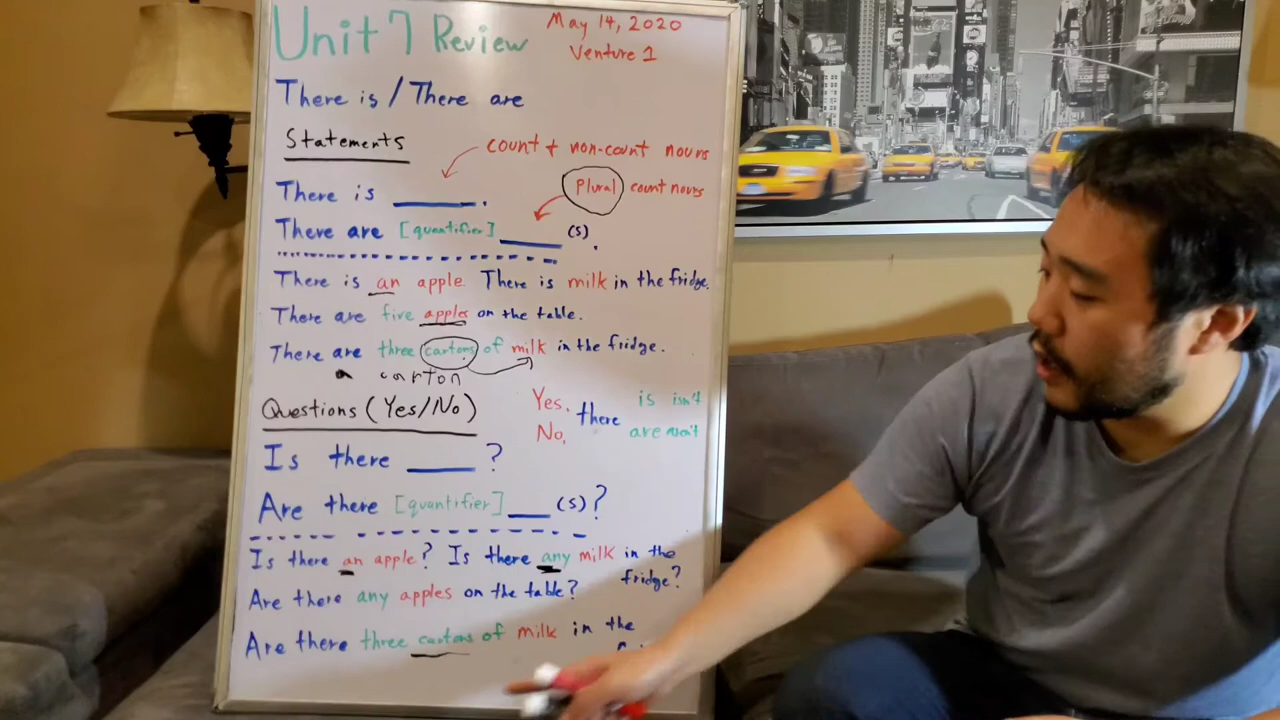 Unit 7 Review
May 14, 2020
Venture 1
There is / There are
Statements
count + non-count nouns
There is ____.
Plural count nouns
There are [quantifier] ____ (s).
There is an apple. There is milk in the fridge.
There are five apples on the table.
There are three cartons of milk in the fridge.
a carton
Questions (Yes/No)
Yes, No, there is isn't are aren't
Is there ____ ?
Are there [quantifier] ___ (s)?
Is there an apple? Is there any milk in the
fridge?
Are there any apples on the table?
Are there three cartons of milk in the